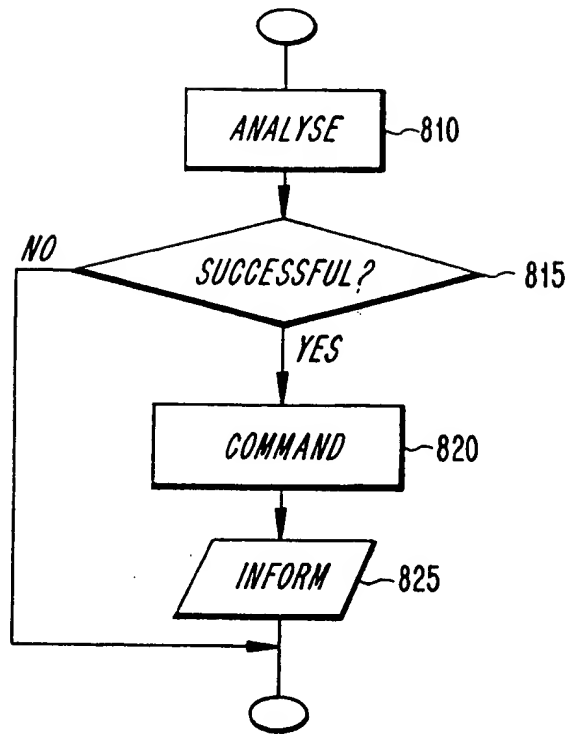 ANALYSE 810
NO
SUCCESSFUL? 815
YES
COMMAND 820
INFORM 825